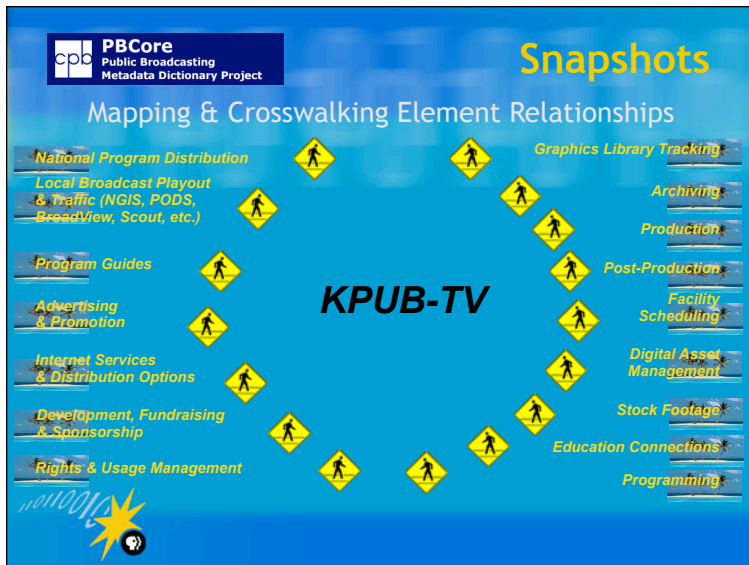 cpb
PBCore
Public Broadcasting
Metadata Dictionary Project
Snapshots
Mapping & Crosswalking Element Relationships
National Program Distribution
Local Broadcast Playout
& Traffic (NGIS, PODS,
BroadView, Scout, etc.)
Program Guides
Advertising
& Promotion
Internet Services
& Distribution Options
Development, Fundraising
& Sponsorship
Rights & Usage Management
KPUB-TV
Graphics Library Tracking
Archiving
Production
Post-Production
Facility
Scheduling
Digital Asset
Management
Stock Footage
Education Connections
Programming